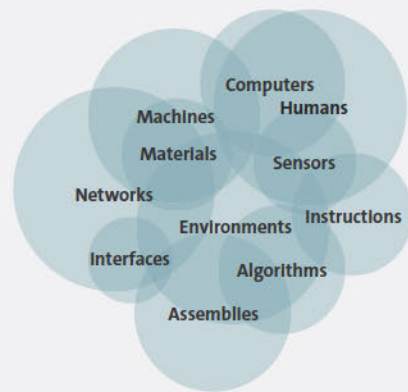 Computers
Humans
Machines
Materials
Sensors
Networks
Instructions
Environments
Interfaces
Algorithms
Assemblies